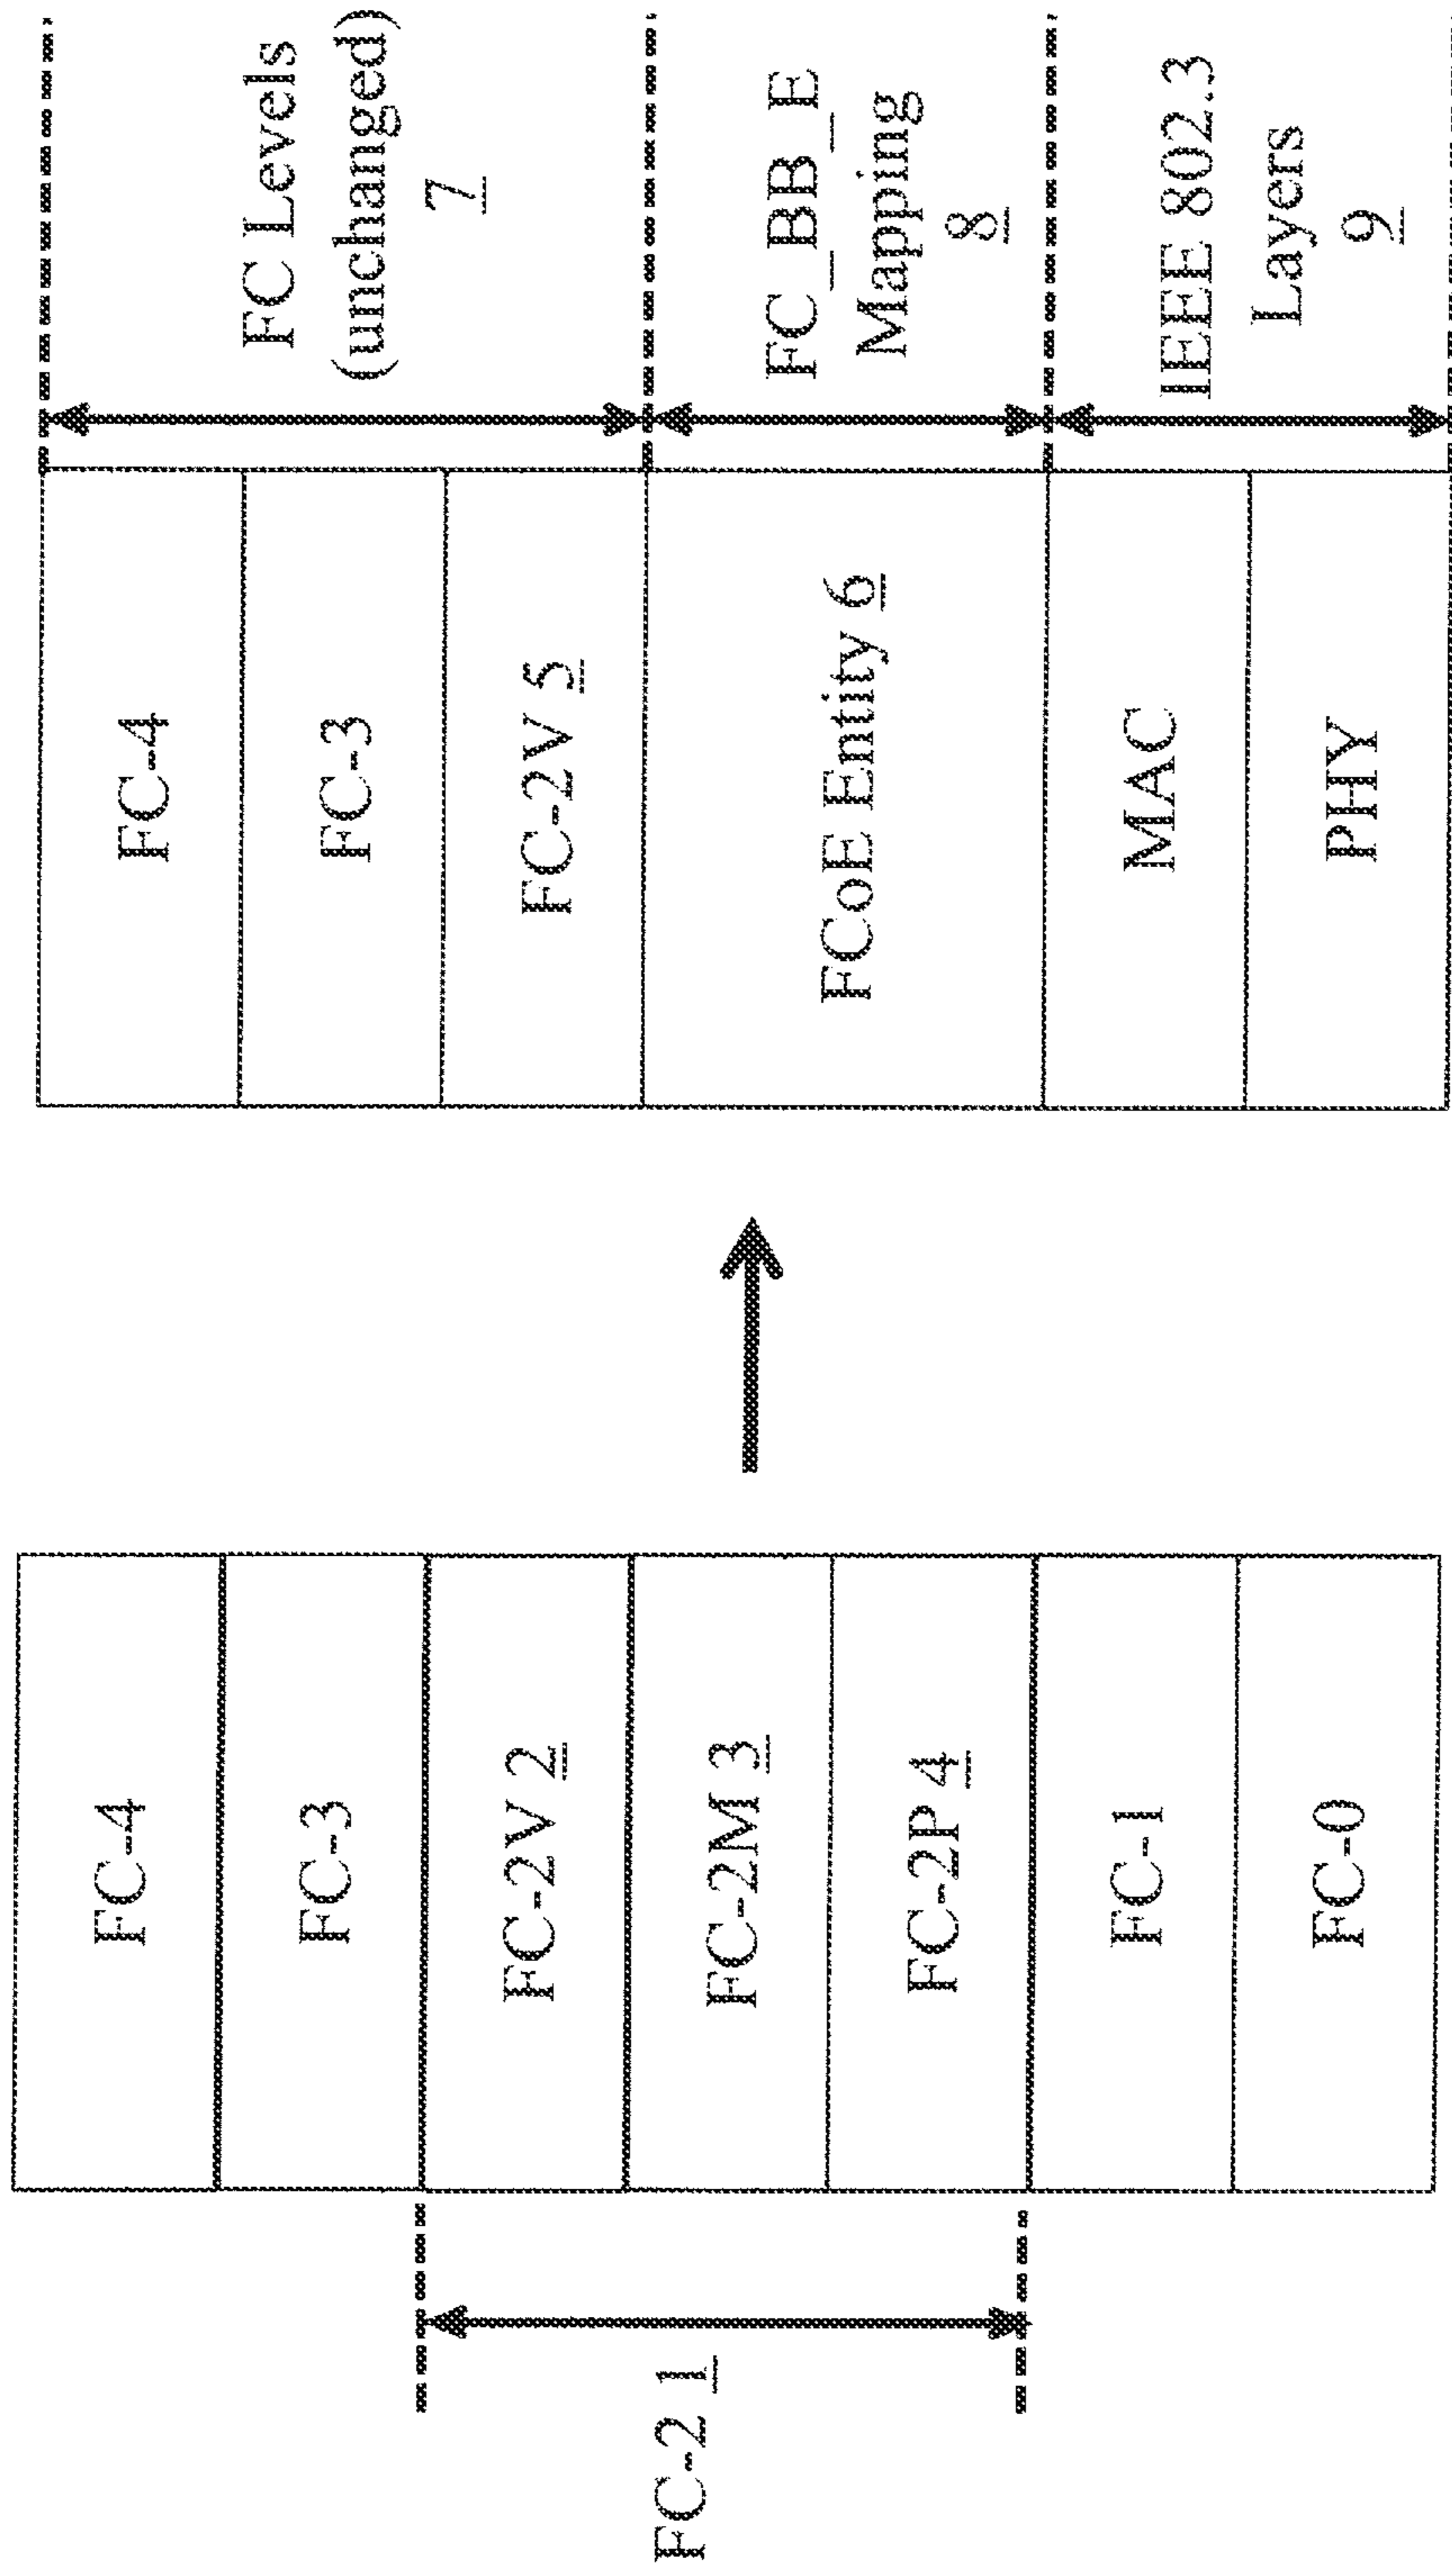 FC-2 1
FC-4
FC-3
FC-2V 2
FC-2M 3
FC-2P 4
FC-1
FC-0
FC-4
FC-3
FC-2V 5
FCoE Entity 6
MAC
PHY
FC Levels
(unchanged)
7
FC_BB_E
Mapping
8
IEEE 802.3
Layers
9